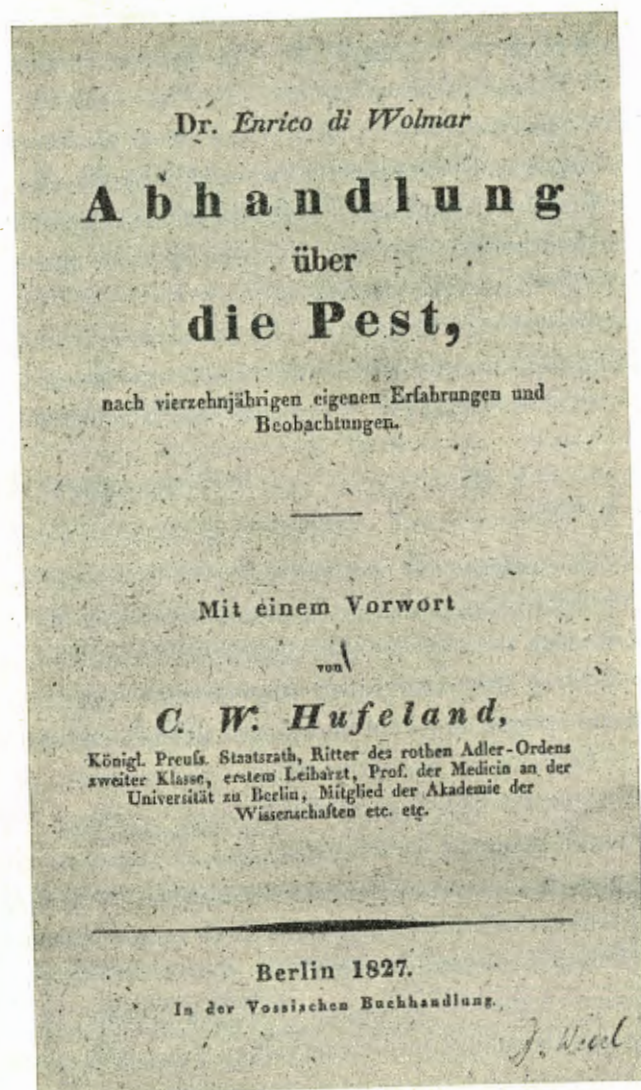 Dr. Enrico di Wolmar
Abhandlung
über
die Pest,
nach vierzehnjährigen eigenen Erfahrungen und
Beobachtungen.
Mit einem Vorwort
von
C. W. Hufeland,
Königl. Preuſs. Staatsrath, Ritter des rothen Adler-Ordens
zweiter Klasse, erstem Leibarzt, Prof. der Medicin an der
Universität zu Berlin, Mitglied der Akademie der
Wissenschaften etc. etc.
Berlin 1827.
In der Vossischen Buchhandlung.
J.